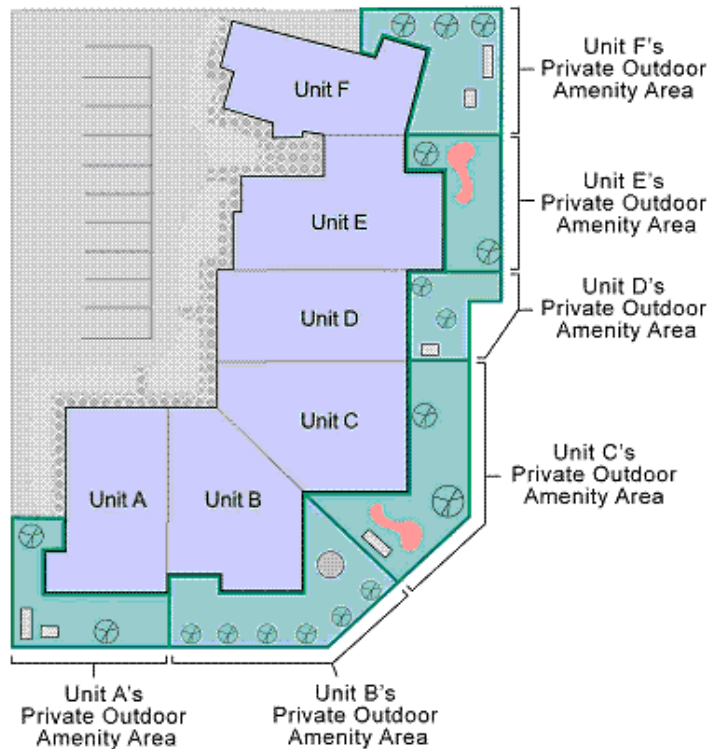 Unit F's
Private Outdoor
Amenity Area
Unit F
Unit E's
Private Outdoor
Amenity Area
Unit E
Unit D's
Private Outdoor
Amenity Area
Unit D
Unit C
Unit C's
Private Outdoor
Amenity Area
Unit A
Unit B
Unit A's
Private Outdoor
Amenity Area
Unit B's
Private Outdoor
Amenity Area